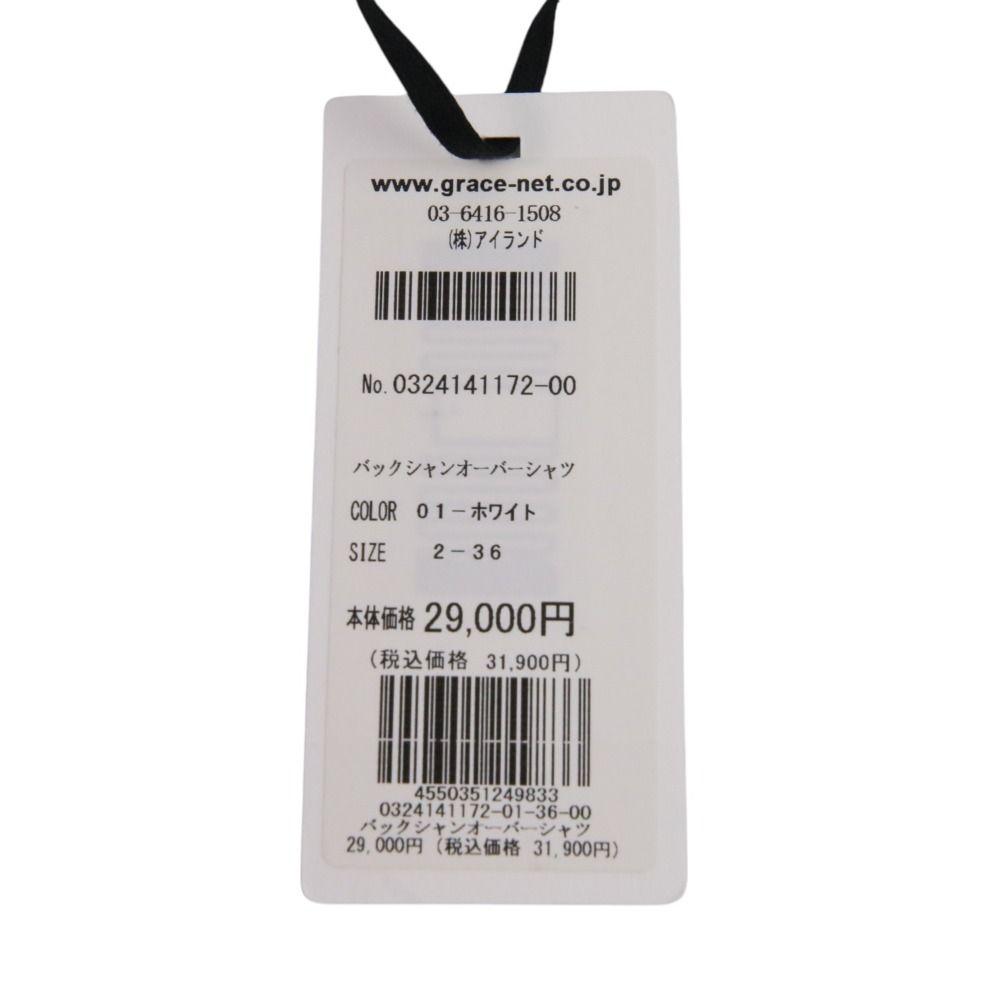 www.grace-net.co.jp
03-6416-1508
(株)アイランド
No. 0324141172-00
バックシャンオーバーシャツ
COLOR 01-ホワイト
SIZE 2-36
本体価格 29,000円
(税込価格 31,900円)
4550351249833
0324141172-01-36-00
バックシャンオーバーシャツ
29,000円 (税込価格 31,900円)